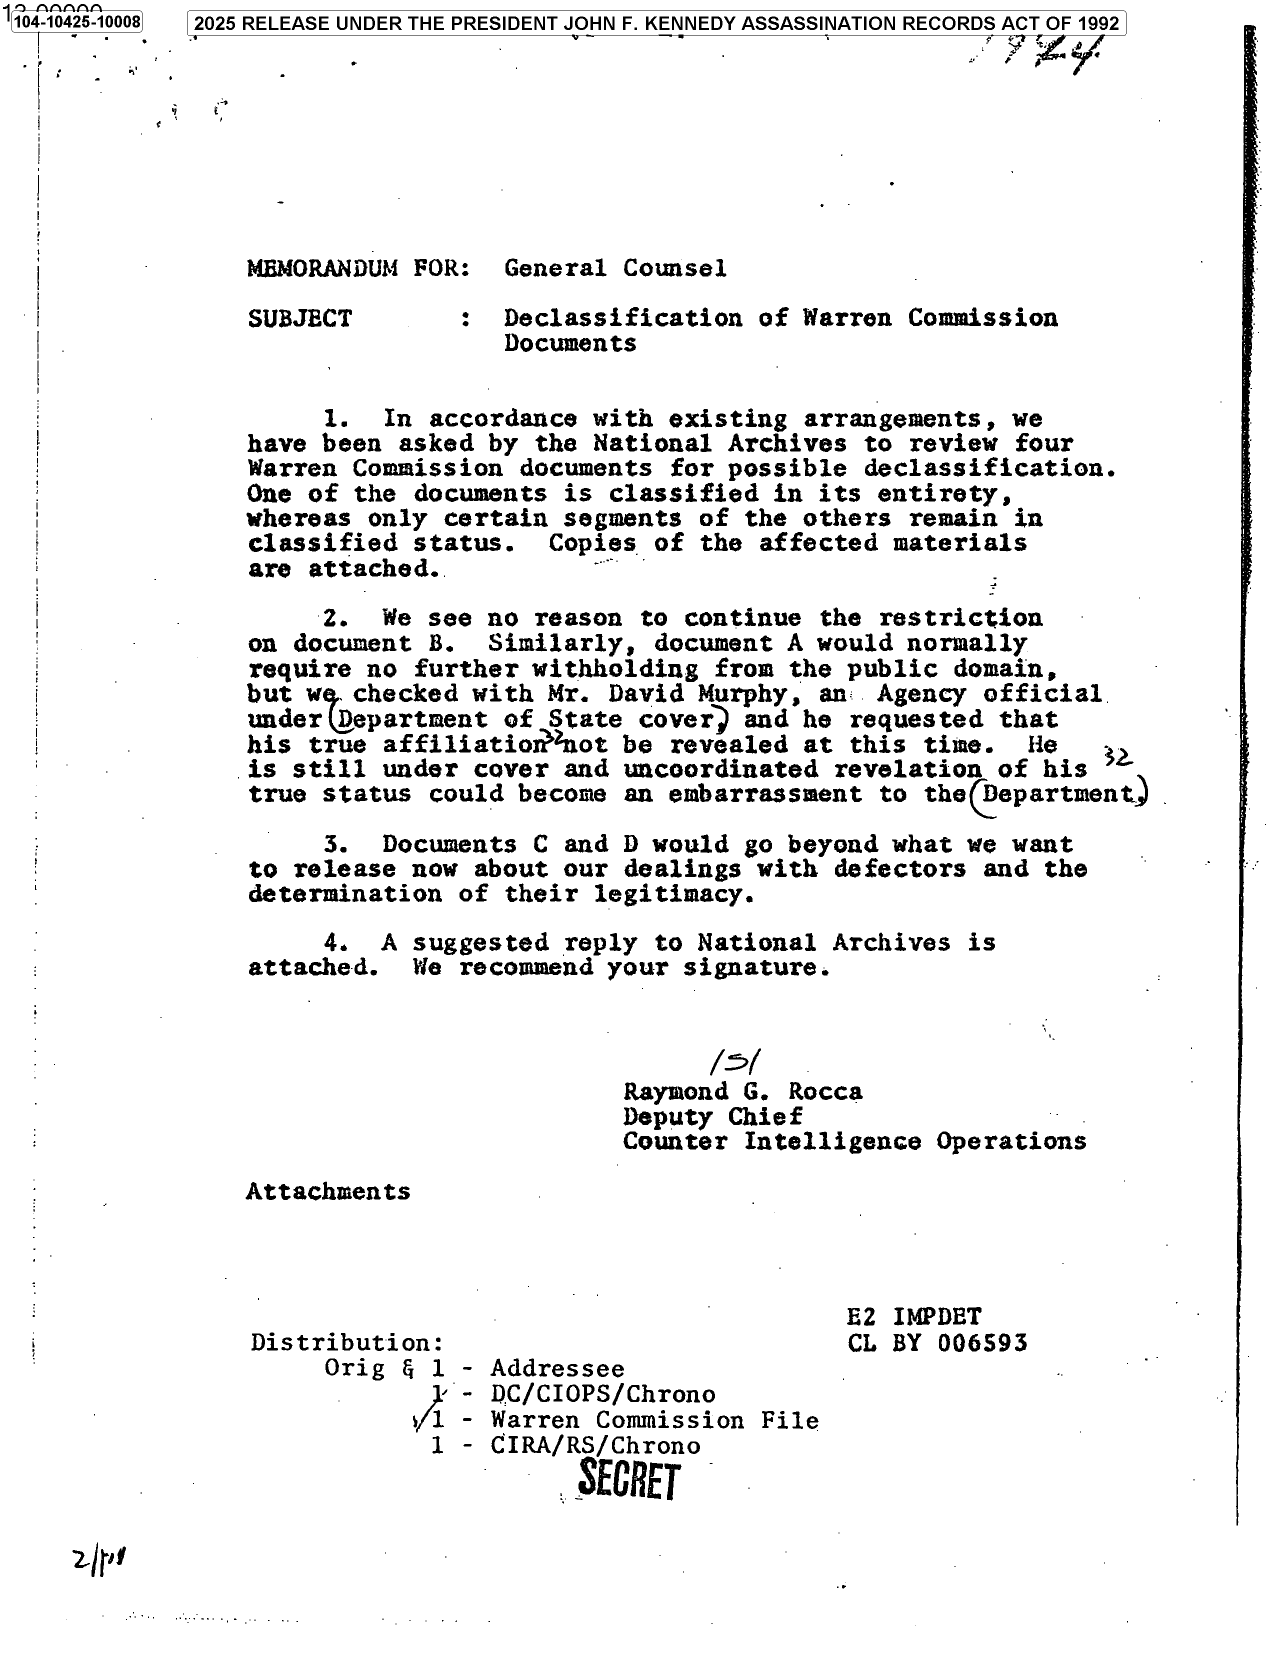 104-10425-10008
2025 RELEASE UNDER THE PRESIDENT JOHN F. KENNEDY ASSASSINATION RECORDS ACT OF 1992
MEMORANDUM FOR: General Counsel
SUBJECT : Declassification of Warren Commission
Documents
1. In accordance with existing arrangements, we
have been asked by the National Archives to review four
Warren Commission documents for possible declassification.
One of the documents is classified in its entirety,
whereas only certain segments of the others remain in
classified status. Copies of the affected materials
are attached.
2. We see no reason to continue the restriction
on document B. Similarly, document A would normally
require no further withholding from the public domain,
but we checked with Mr. David Murphy, an Agency official
under (Department of State cover) and he requested that
his true affiliation 32 not be revealed at this time. He
is still under cover and uncoordinated revelation of his 32
true status could become an embarrassment to the (Department.)
3. Documents C and D would go beyond what we want
to release now about our dealings with defectors and the
determination of their legitimacy.
4. A suggested reply to National Archives is
attached. We recommend your signature.
/S/
Raymond G. Rocca
Deputy Chief
Counter Intelligence Operations
Attachments
E2 IMPDET
CL BY 006593
Distribution:
Orig & 1 - Addressee
1 - DC/CIOPS/Chrono
√1 - Warren Commission File
1 - CIRA/RS/Chrono
SECRET